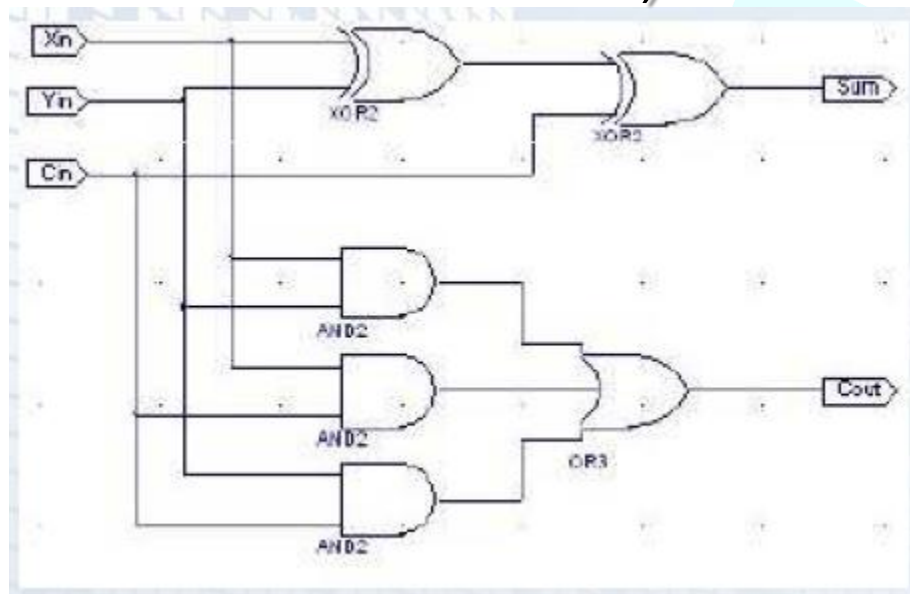 Xin
Yin
Cin
XOR2
XOR2
Sum
AND2
AND2
AND2
OR3
Cout